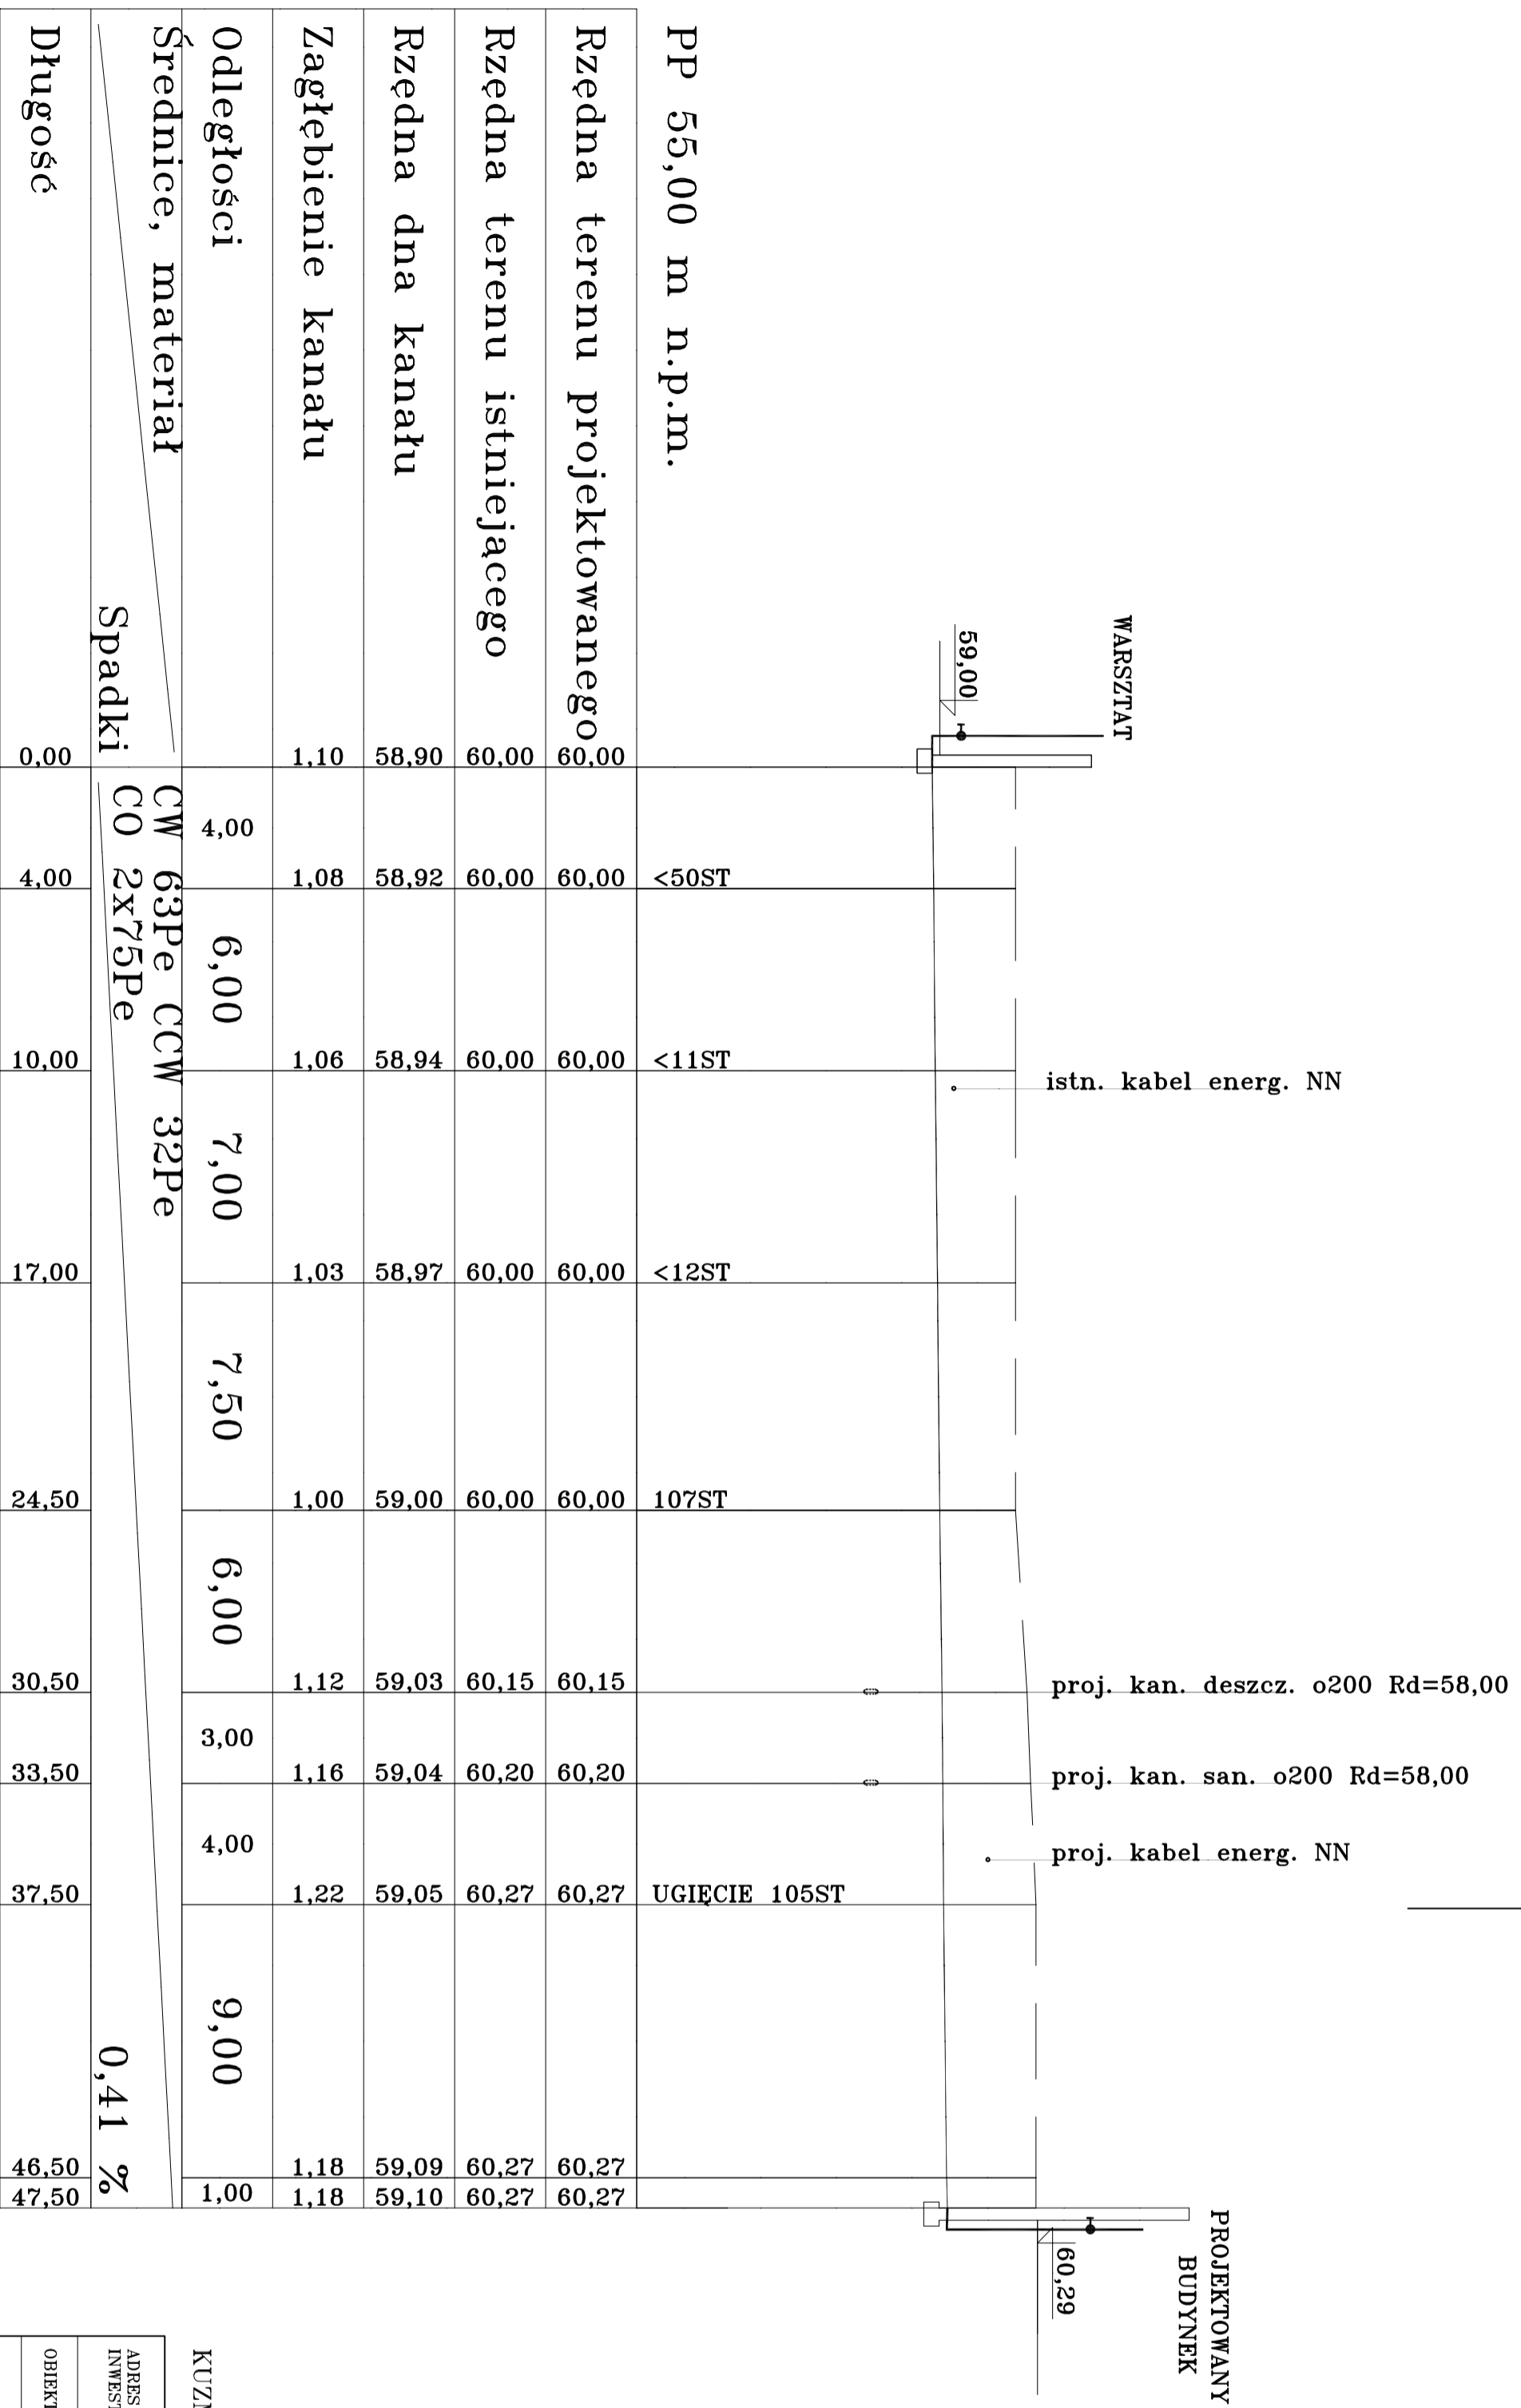 WARSZTAT
59,00
PROJEKTOWANY
BUDYNEK
60,29
istn. kabel energ. NN
proj. kan. deszcz. o200 Rd=58,00
proj. kan. san. o200 Rd=58,00
proj. kabel energ. NN
PP 55,00 m n.p.m.
<50ST
<11ST
<12ST
107ST
UGIĘCIE 105ST
Rzędna terenu projektowanego
60,00 60,00 60,00 60,00 60,00 60,15 60,20 60,27 60,27 60,27
Rzędna terenu istniejącego
60,00 60,00 60,00 60,00 60,00 60,15 60,20 60,27 60,27 60,27
Rzędna dna kanału
58,90 58,92 58,94 58,97 59,00 59,03 59,04 59,05 59,09 59,10
Zagłębienie kanału
1,10 1,08 1,06 1,03 1,00 1,12 1,16 1,22 1,18 1,18
Odległości
4,00 6,00 7,00 7,50 6,00 3,00 4,00 9,00 1,00
Średnice, materiał
CW 63Pe CCW 32Pe
CO 2x75Pe
Spadki
0,41 %
Długość
0,00 4,00 10,00 17,00 24,50 30,50 33,50 37,50 46,50 47,50
ADRES
OBIEKT